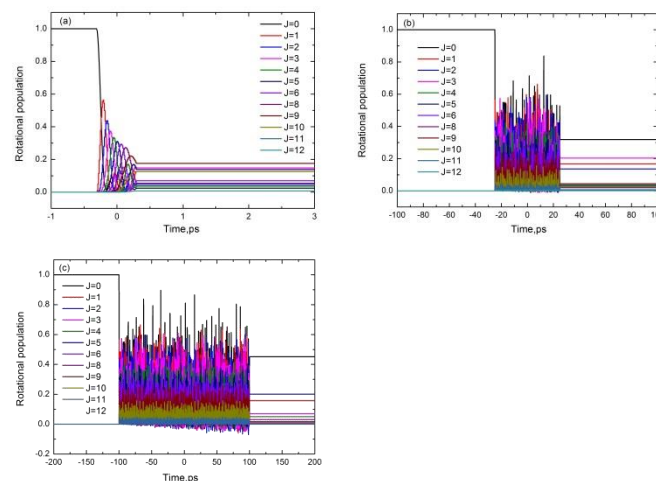 (a)
Rotational population
1.0
0.8
0.6
0.4
0.2
0.0
-1 0 1 2 3
Time,ps
J=0
J=1
J=2
J=3
J=4
J=5
J=6
J=8
J=9
J=10
J=11
J=12
(b)
Rotational population
1.0
0.8
0.6
0.4
0.2
0.0
-100 -80 -60 -40 -20 0 20 40 60 80 100
Time,ps
J=0
J=1
J=2
J=3
J=4
J=5
J=6
J=8
J=9
J=10
J=11
J=12
(c)
Rotational population
1.0
0.8
0.6
0.4
0.2
0.0
-0.2
-200 -150 -100 -50 0 50 100 150 200
Time,ps
J=0
J=1
J=2
J=3
J=4
J=5
J=6
J=8
J=9
J=10
J=11
J=12